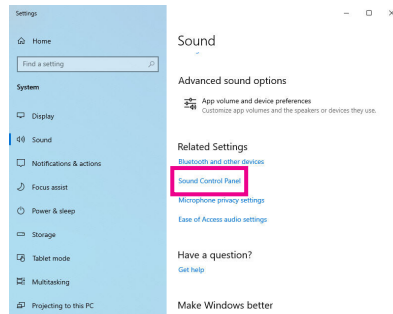 Settings
Home
Find a setting
System
Display
Sound
Notifications & actions
Focus assist
Power & sleep
Storage
Tablet mode
Multitasking
Projecting to this PC
Sound
Advanced sound options
App volume and device preferences
Customize app volumes and the speakers or devices they use.
Related Settings
Bluetooth and other devices
Sound Control Panel
Microphone privacy settings
Ease of Access audio settings
Have a question?
Get help
Make Windows better